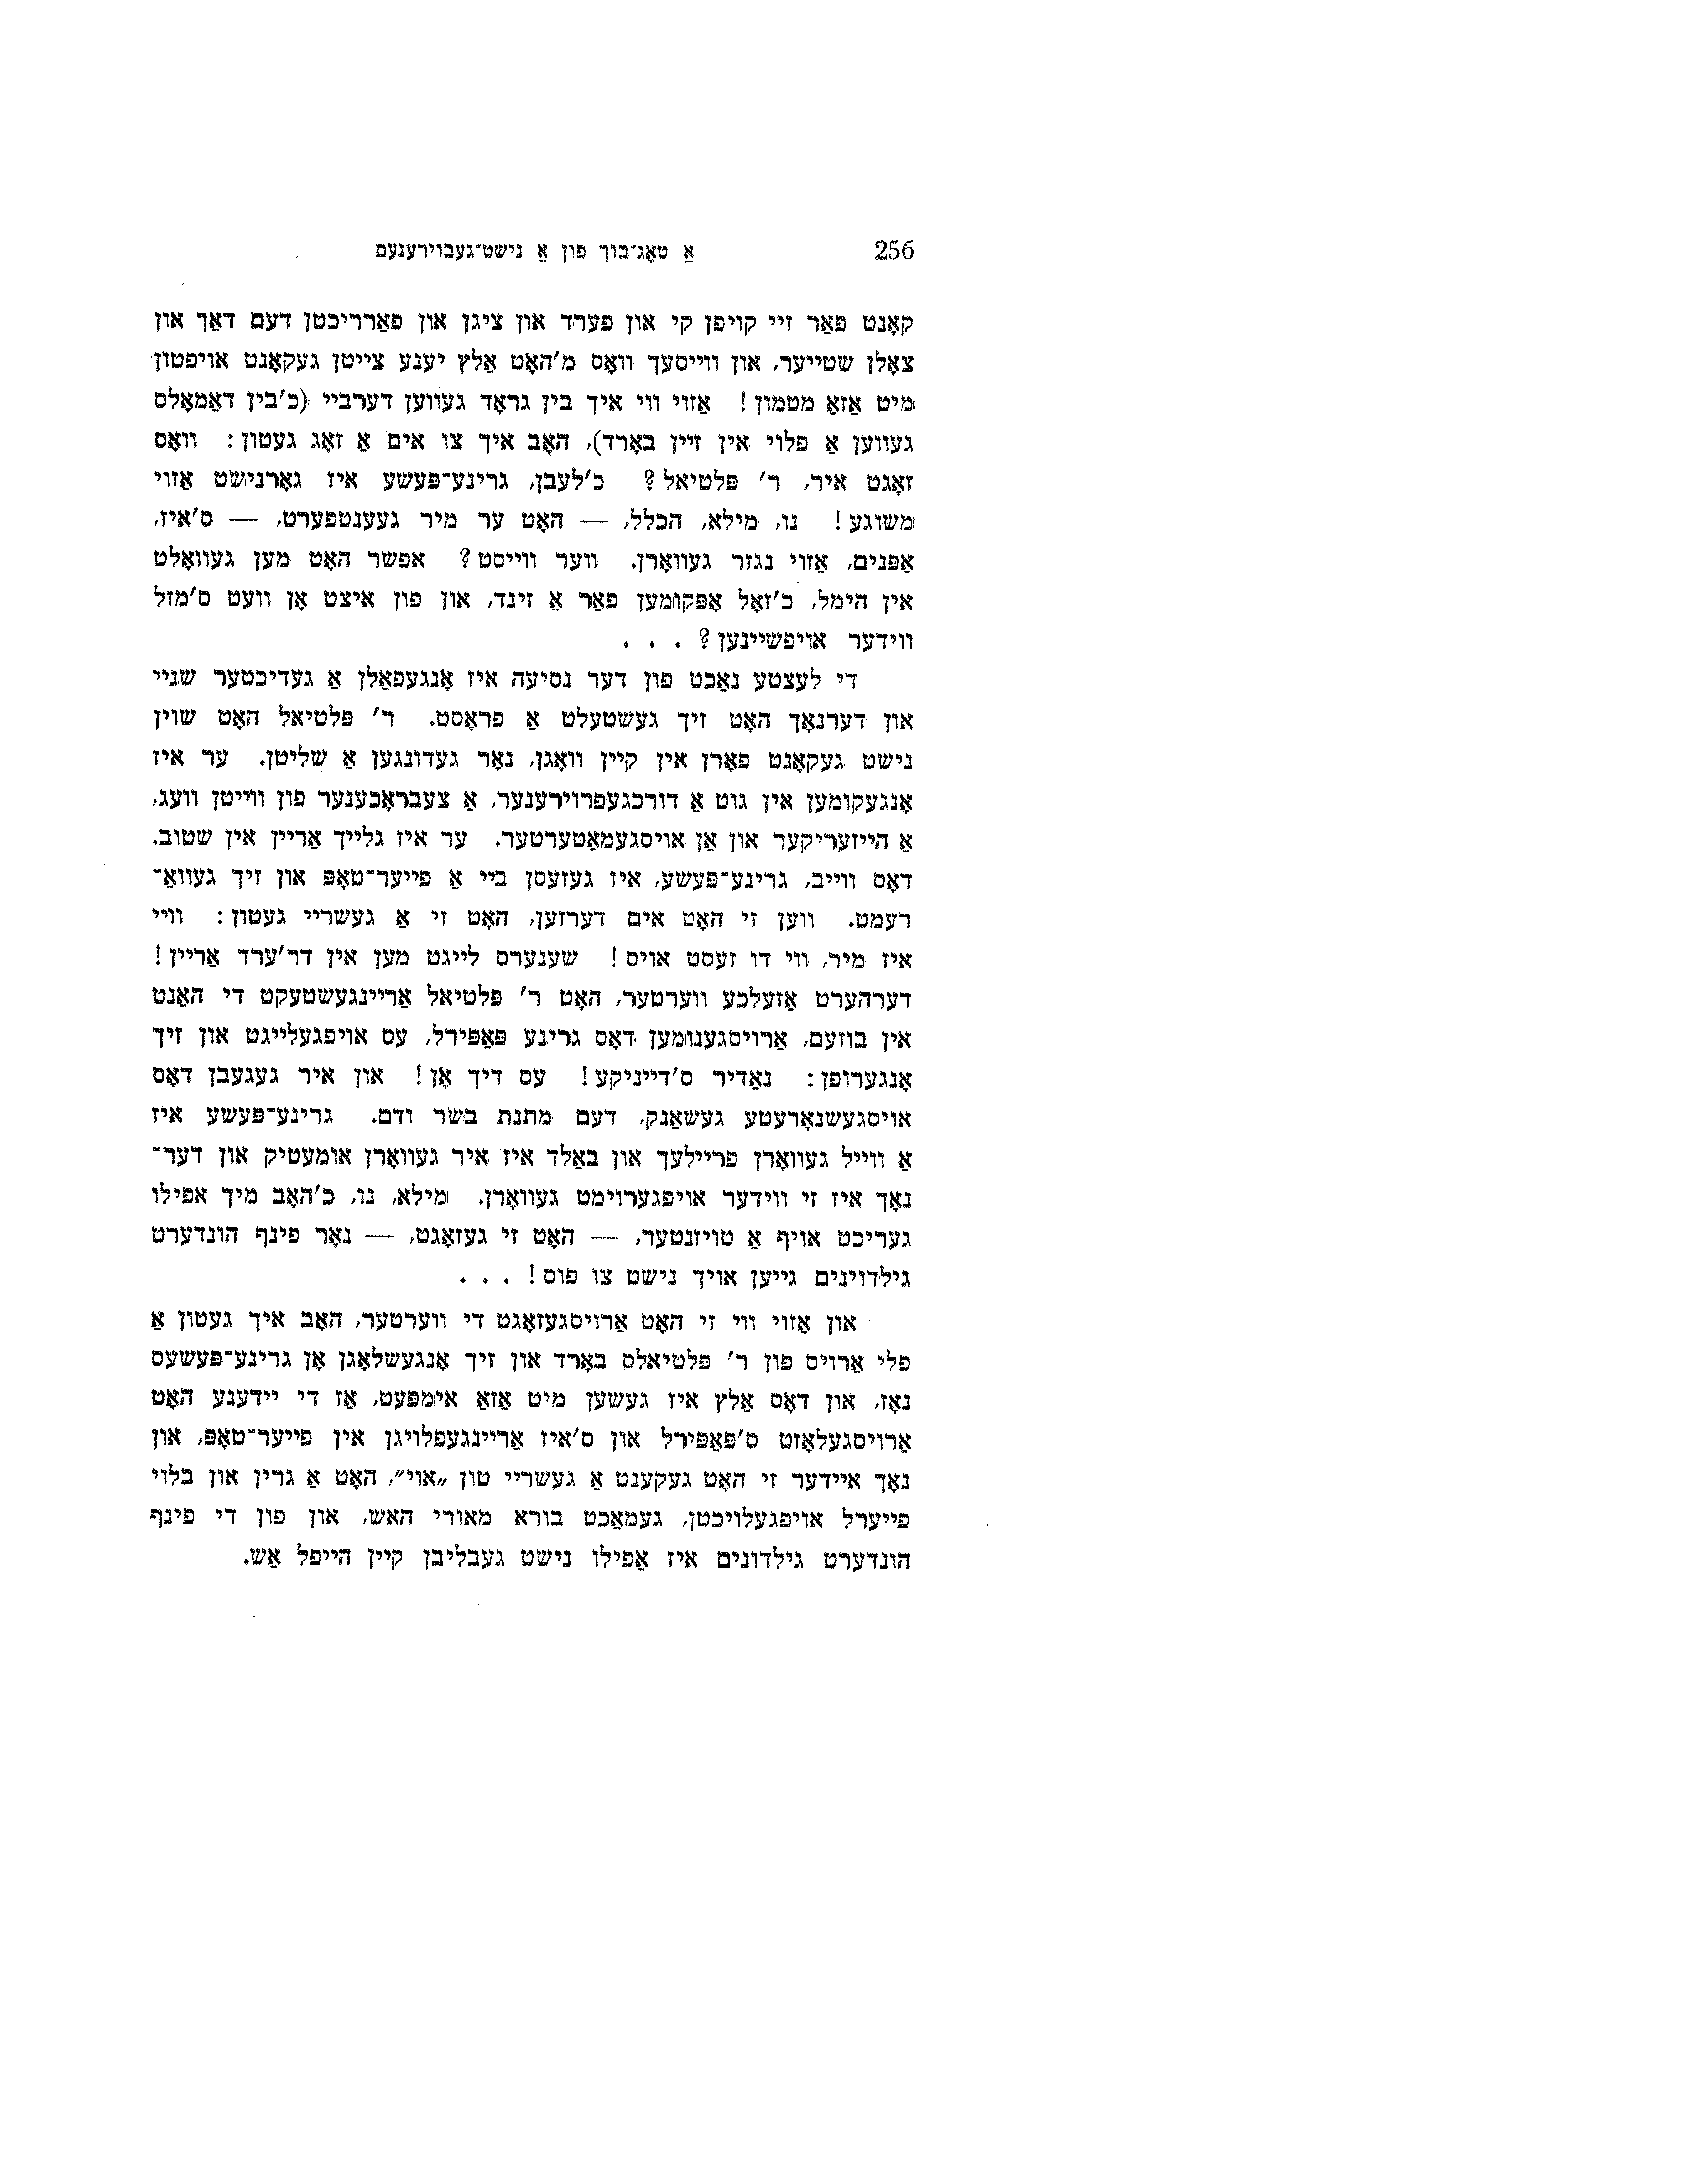 256 אַ טאָג־בוך פון אַ נישט־געבוירענעם
קאָנט פאַר זיי קויפן קי און פערד און ציגן און פאַרריכטן דעם דאַך און
צאָלן שטייער, און ווייסעך וואָס מ'האָט אַלץ יענע צייטן געקאָנט אויפטון
מיט אַזאַ מטמון! אַזוי ווי איך בין גראָד געווען דערביי (כ'בין דאַמאָלס
געווען אַ פלוי אין זיין באָרד), האָב איך צו אים אַ זאָג געטון: וואָס
זאָגט איר, ר' פּלטיאל? כ'לעבן, גרינע־פּעשע איז גאָרנישט אַזוי
משוגע! נו, מילא, הכלל, — האָט ער מיר געענטפערט, — ס'איז,
אַפּנים, אַזוי נגזר געוואָרן. ווער ווייסט? אפשר האָט מען געוואָלט
אין הימל, כ'זאָל אָפּקומען פאַר אַ זינד, און פון איצט אָן וועט ס'מזל
ווידער אויפשיינען? . . .
די לעצטע נאַכט פון דער נסיעה איז אָנגעפאַלן אַ געדיכטער שניי
און דערנאָך האָט זיך געשטעלט אַ פראָסט. ר' פּלטיאל האָט שוין
נישט געקאָנט פאָרן אין קיין וואָגן, נאָר געדונגען אַ שליטן. ער איז
אָנגעקומען אין גוט אַ דורכגעפרוירענער, אַ צעבראָכענער פון ווייטן וועג,
אַ הייזעריקער און אַן אויסגעמאַטערטער. ער איז גלייך אַריין אין שטוב.
דאָס ווייב, גרינע־פּעשע, איז געזעסן ביי אַ פייער־טאָפּ און זיך געוואַ־
רעמט. ווען זי האָט אים דערזען, האָט זי אַ געשריי געטון: וויי
איז מיר, ווי דו זעסט אויס! שענערס לייגט מען אין דר'ערד אַריין!
דערהערט אַזעלכע ווערטער, האָט ר' פּלטיאל אַריינגעשטעקט די האַנט
אין בוזעם, אַרויסגענומען דאָס גרינע פּאַפּירל, עס אויפגעלייגט און זיך
אָנגערופן: נאַדיר ס'דייניקע! עס דיך אָן! און איר געגעבן דאָס
אויסגעשנאָרעטע געשאַנק, דעם מתנת בשר ודם. גרינע־פּעשע איז
אַ ווייל געוואָרן פריילעך און באַלד איז איר געוואָרן אומעטיק און דער־
נאָך איז זי ווידער אויפגערוימט געוואָרן. מילא, נו, כ'האָב מיך אפילו
געריכט אויף אַ טויזנטער, — האָט זי געזאָגט, — נאָר פינף הונדערט
גילדוינים גייען אויך נישט צו פוס! . . .
און אַזוי ווי זי האָט אַרויסגעזאָגט די ווערטער, האָב איך געטון אַ
פלי אַרויס פון ר' פּלטיאלס באָרד און זיך אָנגעשלאָגן אָן גרינע־פּעשעס
נאָז, און דאָס אַלץ איז געשען מיט אַזאַ אימפּעט, אַז די יידענע האָט
אַרויסגעלאָזט ס'פּאַפּירל און ס'איז אַריינגעפלויגן אין פייער־טאָפּ, און
נאָך איידער זי האָט געקענט אַ געשריי טון „אוי״, האָט אַ גרין און בלוי
פייערל אויפגעלויכטן, געמאַכט בורא מאורי האש, און פון די פינף
הונדערט גילדונים איז אַפילו נישט געבליבן קיין הייפל אַש.